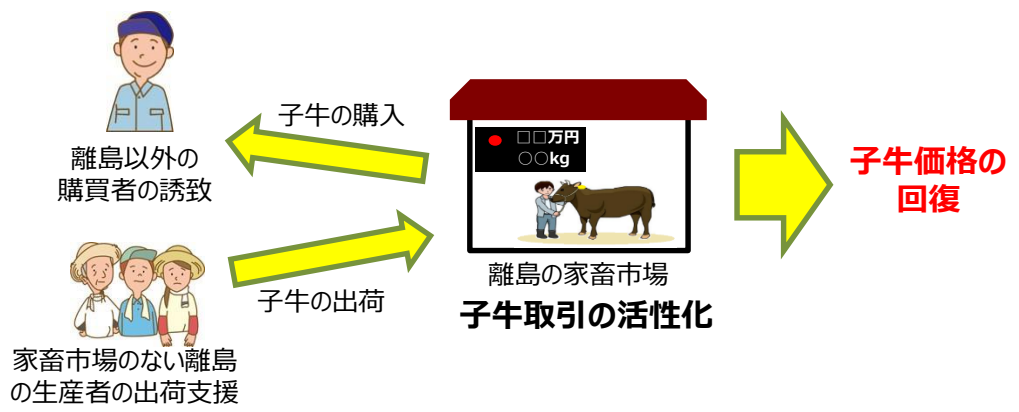 子牛の購入
離島以外の
購買者の誘致
□□万円
○○kg
子牛価格の
回復
離島の家畜市場
子牛取引の活性化
子牛の出荷
家畜市場のない離島
の生産者の出荷支援